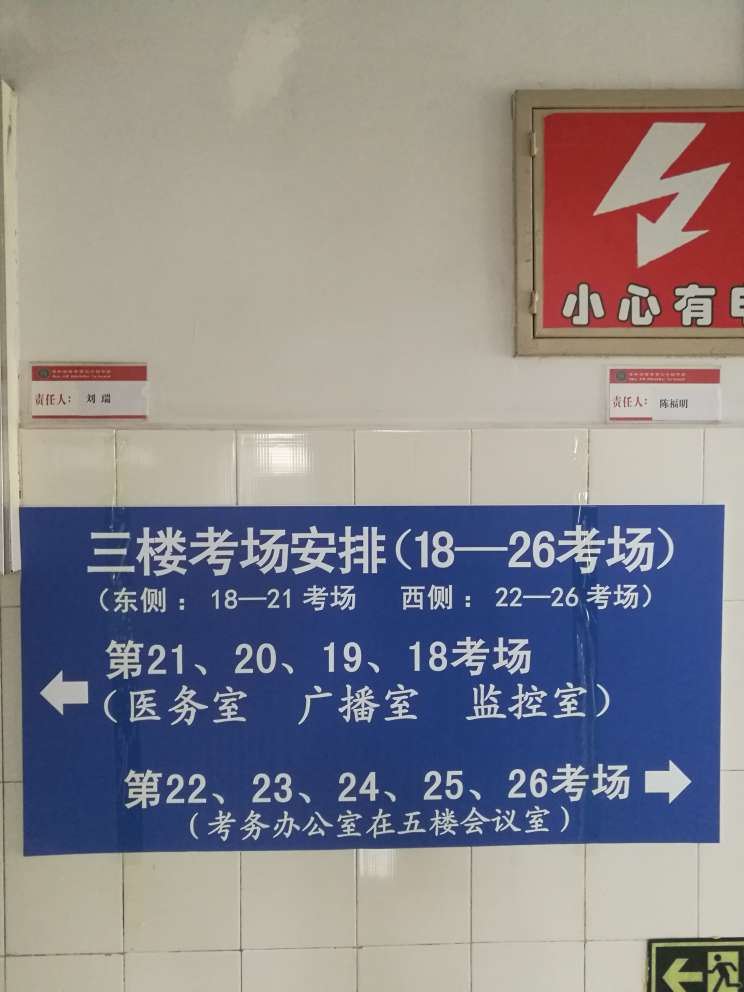 小心有
责任人： 刘 瑞
责任人： 陈福明
三楼考场安排（18—26考场）
（东侧： 18—21 考场 西侧： 22—26 考场）
第21、20、19、18考场
（医务室 广播室 监控室）
第22、23、24、25、26考场
（考务办公室在五楼会议室）